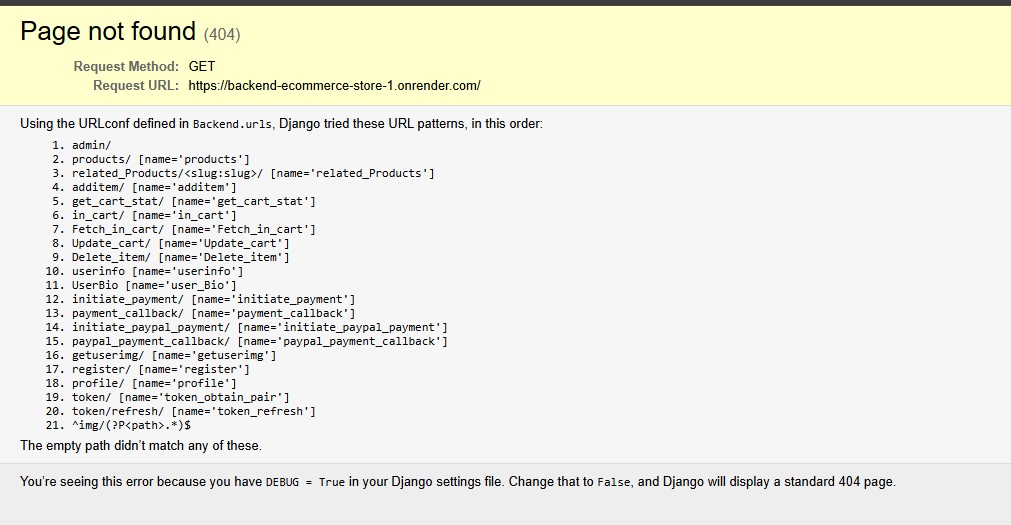 Page not found (404)
Request Method: GET
Request URL: https://backend-ecommerce-store-1.onrender.com/
Using the URLconf defined in Backend.urls, Django tried these URL patterns, in this order:
1. admin/
2. products/ [name='products']
3. related_Products/<slug:slug>/ [name='related_Products']
4. additem/ [name='additem']
5. get_cart_stat/ [name='get_cart_stat']
6. in_cart/ [name='in_cart']
7. Fetch_in_cart/ [name='Fetch_in_cart']
8. Update_cart/ [name='Update_cart']
9. Delete_item/ [name='Delete_item']
10. userinfo [name='userinfo']
11. UserBio [name='user_Bio']
12. initiate_payment/ [name='initiate_payment']
13. payment_callback/ [name='payment_callback']
14. initiate_paypal_payment/ [name='initiate_paypal_payment']
15. paypal_payment_callback/ [name='paypal_payment_callback']
16. getuserimg/ [name='getuserimg']
17. register/ [name='register']
18. profile/ [name='profile']
19. token/ [name='token_obtain_pair']
20. token/refresh/ [name='token_refresh']
21. ^img/(?P<path>.*)$
The empty path didn’t match any of these.
You’re seeing this error because you have DEBUG = True in your Django settings file. Change that to False, and Django will display a standard 404 page.